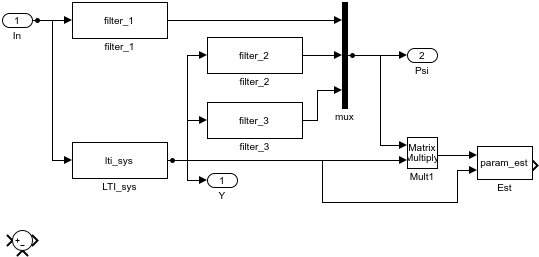 1
In
filter_1
filter_1
filter_2
filter_2
filter_3
filter_3
mux
2
Psi
lti_sys
LTI_sys
1
Y
Matrix
Multiply
Mult1
param_est
Est
+
−